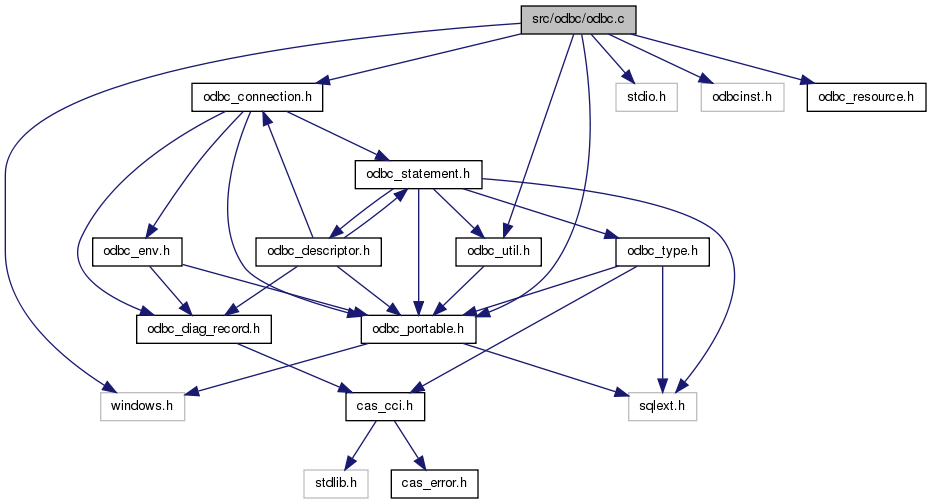 src/odbc/odbc.c
odbc_connection.h
stdio.h
odbcinst.h
odbc_resource.h
odbc_statement.h
odbc_env.h
odbc_descriptor.h
odbc_util.h
odbc_type.h
odbc_diag_record.h
odbc_portable.h
windows.h
cas_cci.h
sqlext.h
stdlib.h
cas_error.h